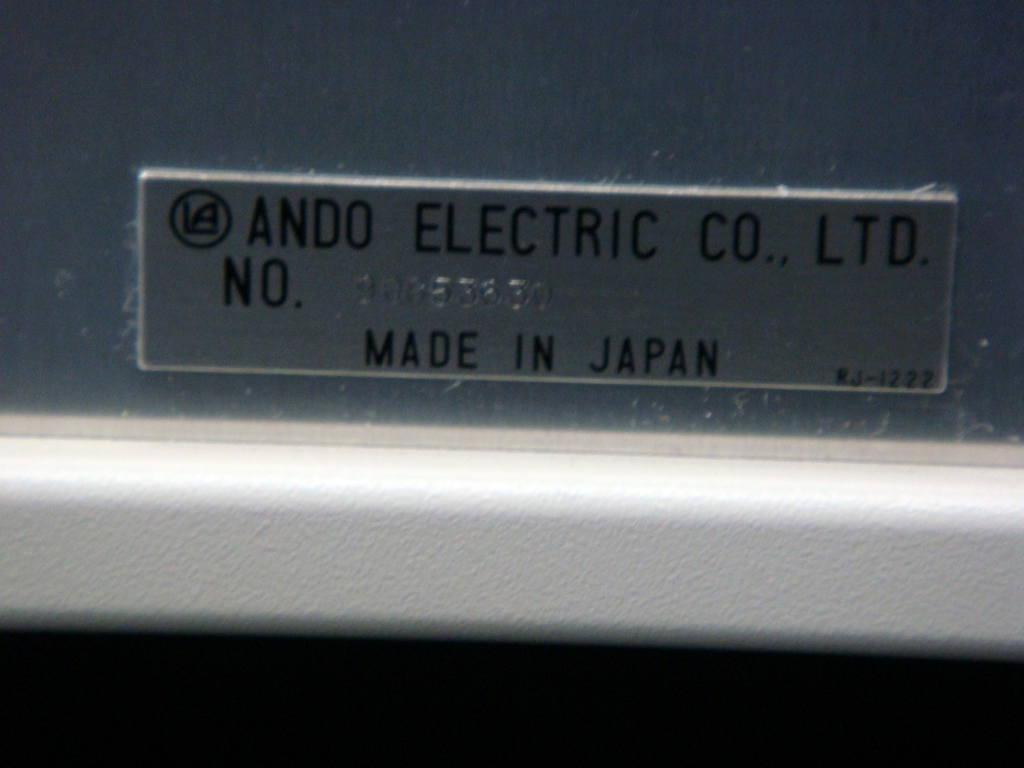 ANDO ELECTRIC CO., LTD.
NO.
MADE IN JAPAN
RJ-1222